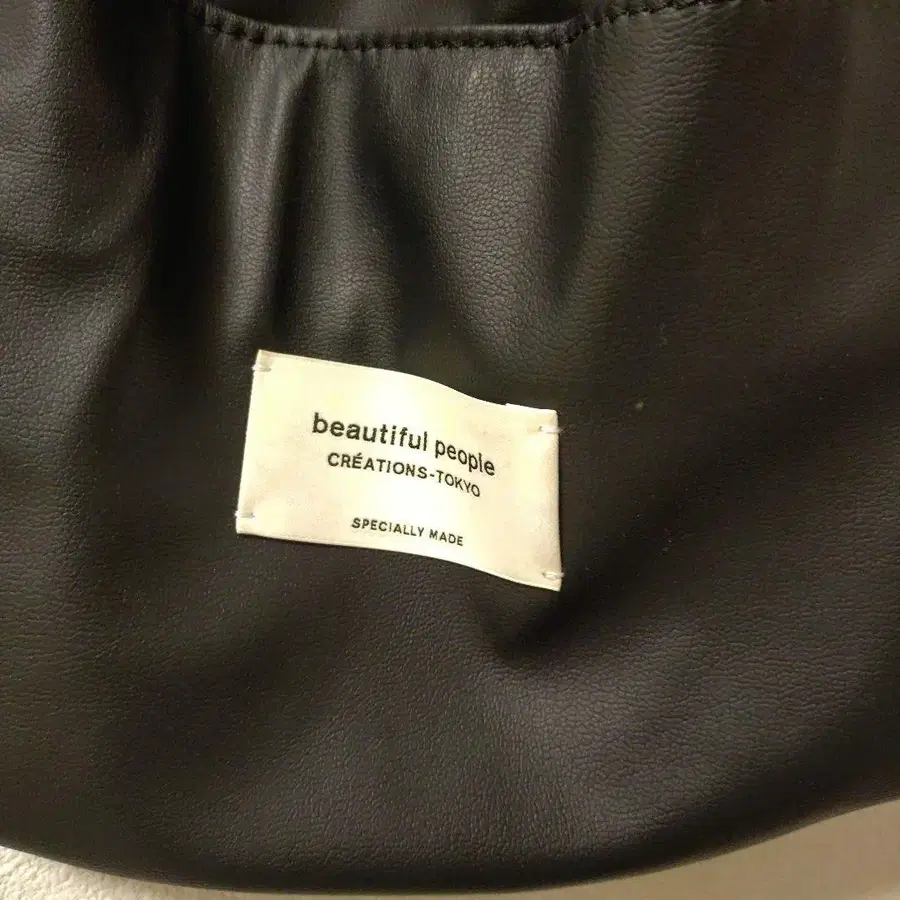 beautiful people
CRÉATIONS-TOKYO
SPECIALLY MADE